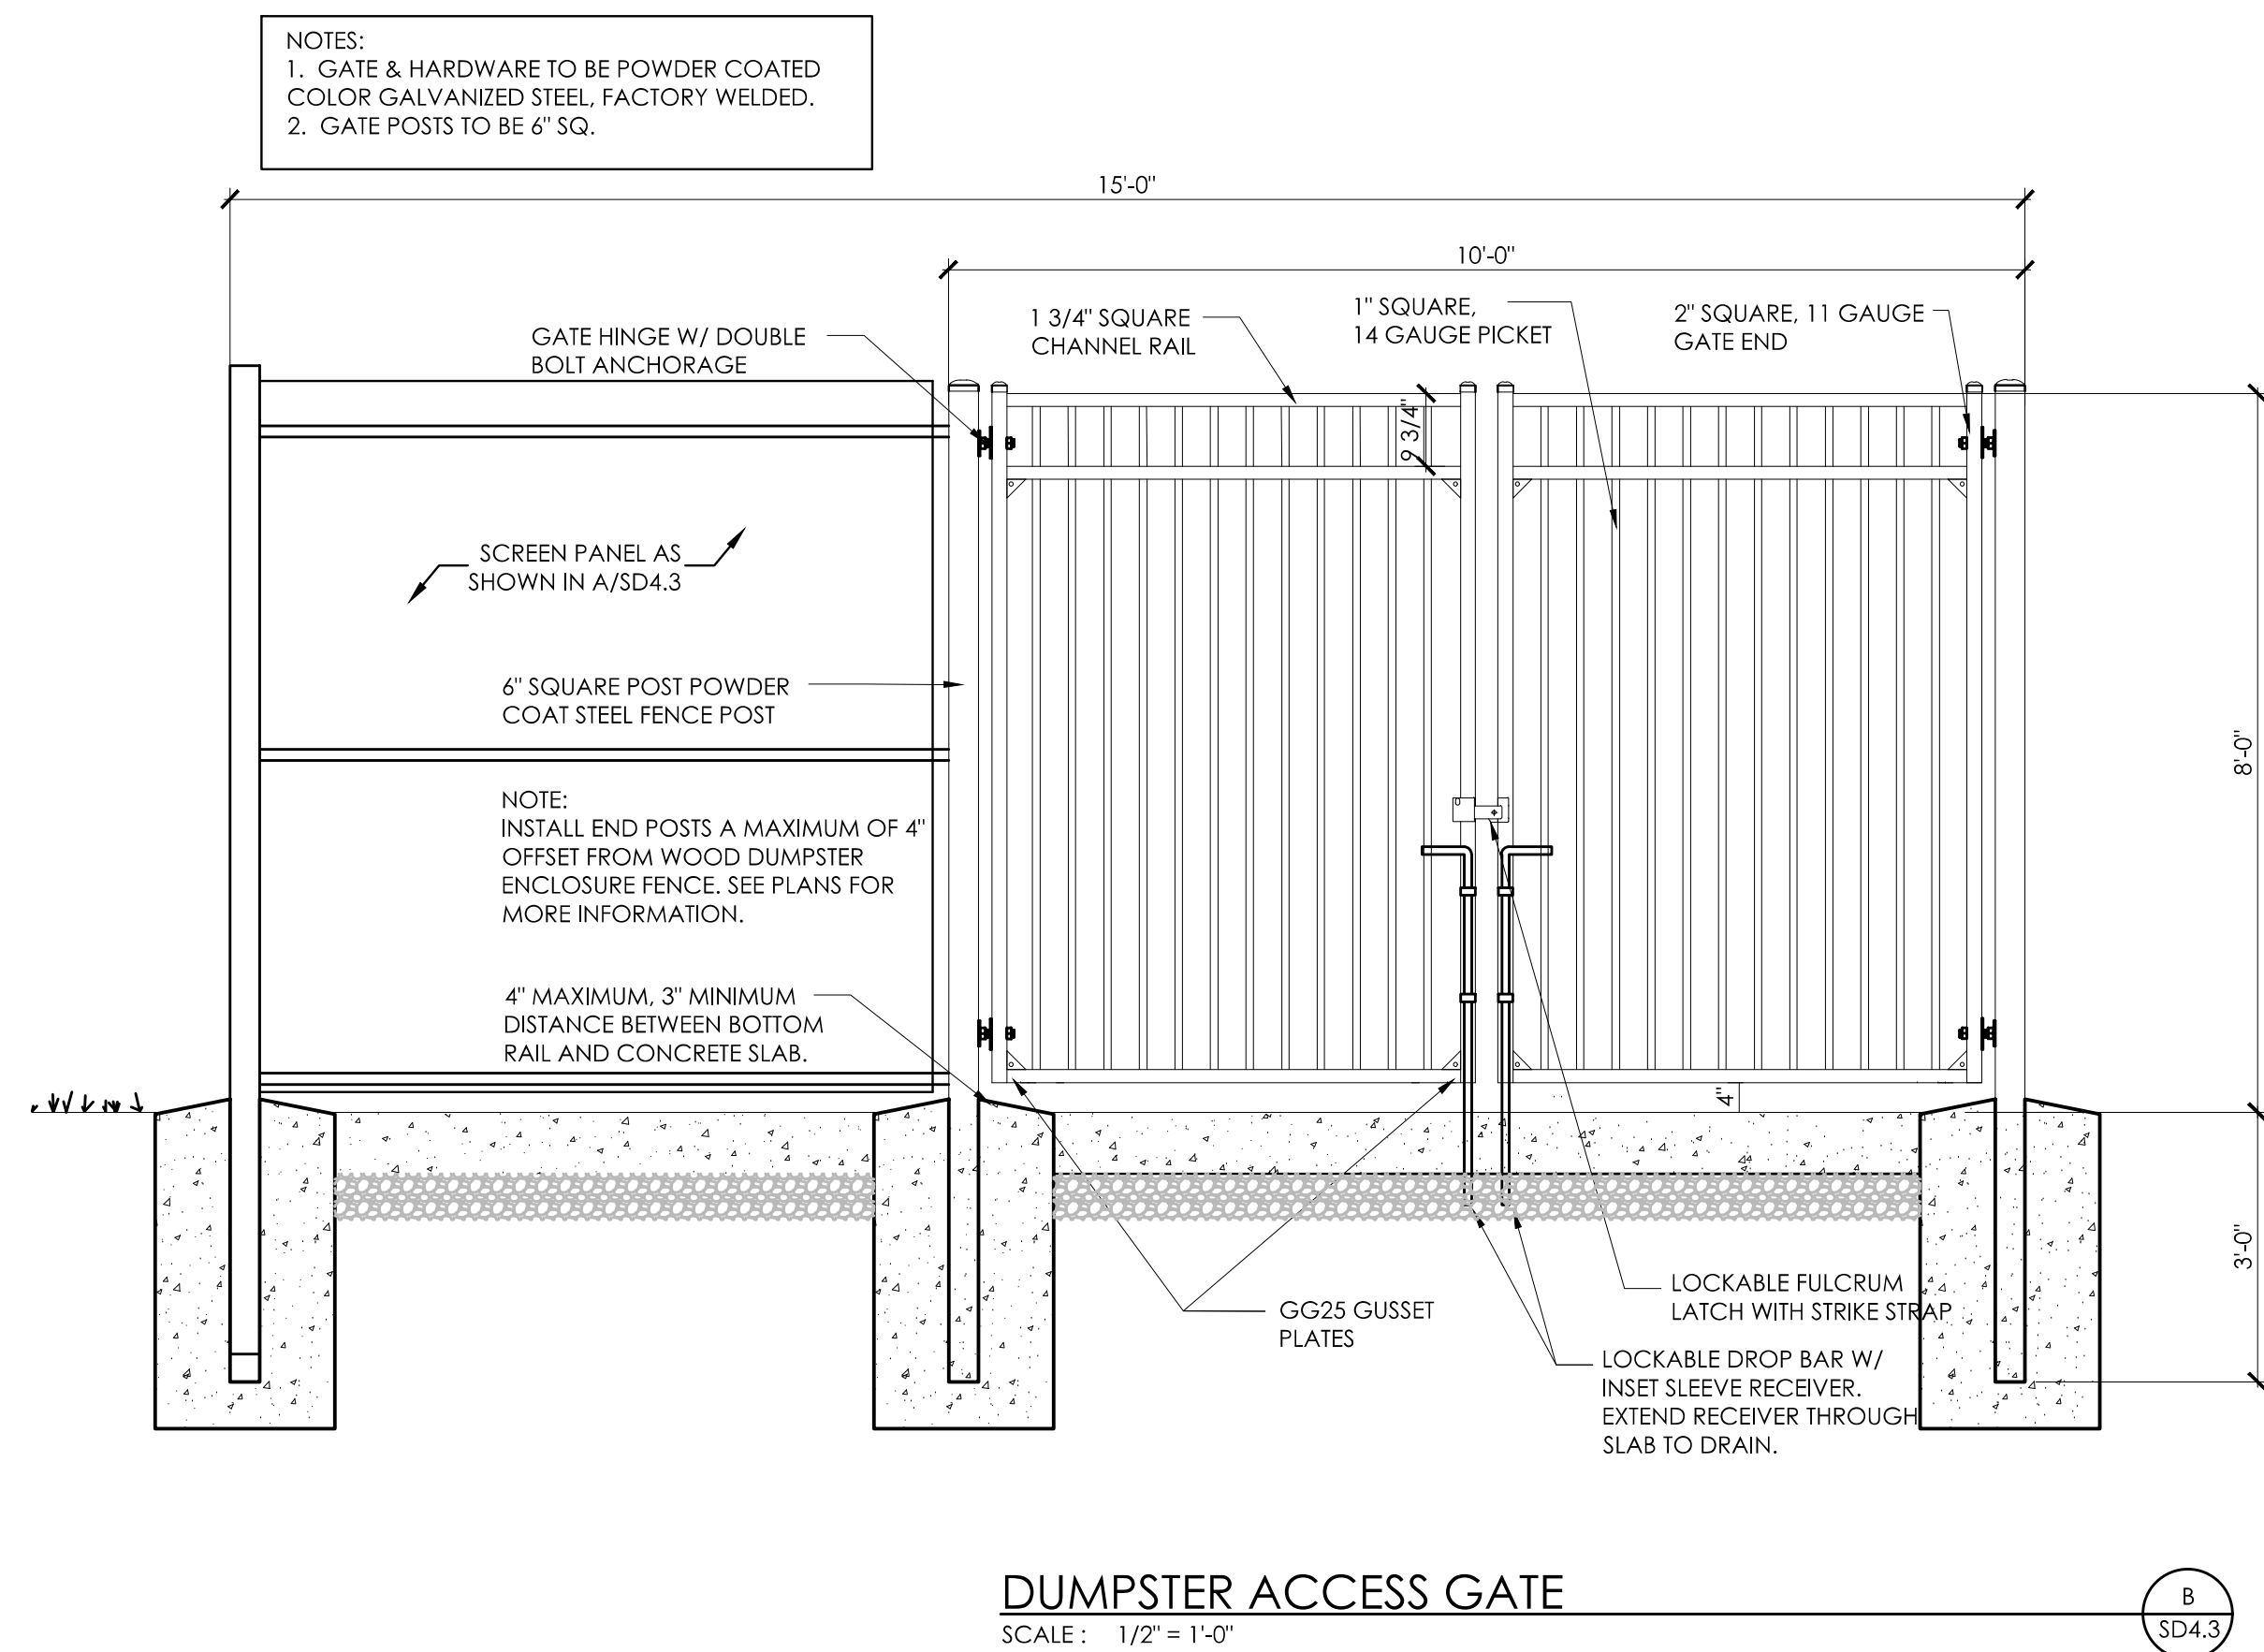 NOTES:
1. GATE & HARDWARE TO BE POWDER COATED
COLOR GALVANIZED STEEL, FACTORY WELDED.
2. GATE POSTS TO BE 6" SQ.
15'-0"
10'-0"
GATE HINGE W/ DOUBLE
BOLT ANCHORAGE
1 3/4" SQUARE
CHANNEL RAIL
1" SQUARE,
14 GAUGE PICKET
2" SQUARE, 11 GAUGE
GATE END
9 3/4"
SCREEN PANEL AS
SHOWN IN A/SD4.3
6" SQUARE POST POWDER
COAT STEEL FENCE POST
8'-0"
NOTE:
INSTALL END POSTS A MAXIMUM OF 4"
OFFSET FROM WOOD DUMPSTER
ENCLOSURE FENCE. SEE PLANS FOR
MORE INFORMATION.
4" MAXIMUM, 3" MINIMUM
DISTANCE BETWEEN BOTTOM
RAIL AND CONCRETE SLAB.
4"
3'-0"
GG25 GUSSET
PLATES
LOCKABLE FULCRUM
LATCH WITH STRIKE STRAP
LOCKABLE DROP BAR W/
INSET SLEEVE RECEIVER.
EXTEND RECEIVER THROUGH
SLAB TO DRAIN.
DUMPSTER ACCESS GATE
SCALE : 1/2" = 1'-0"
B
SD4.3